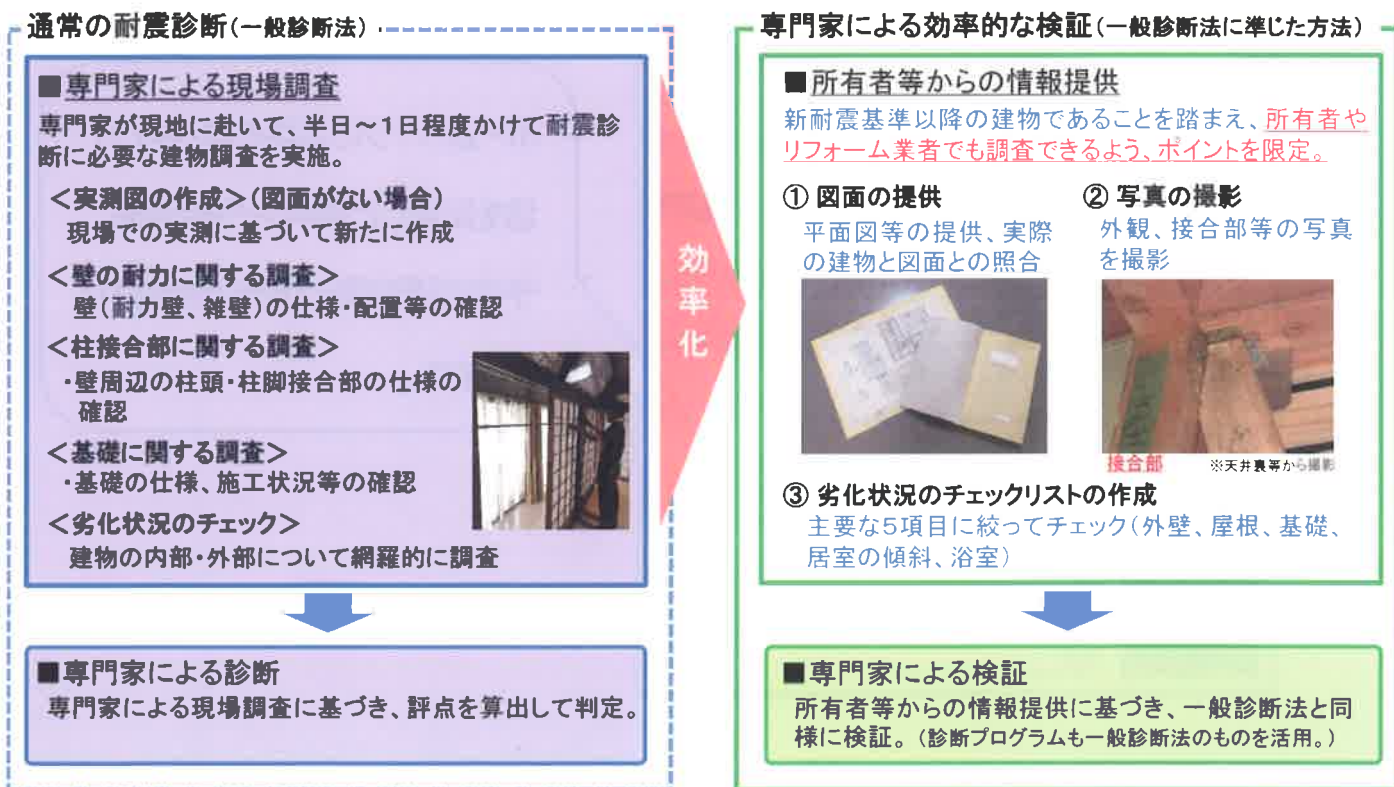 通常の耐震診断(一般診断法)
■専門家による現場調査
専門家が現地に赴いて、半日～1日程度かけて耐震診
断に必要な建物調査を実施。
＜実測図の作成＞(図面がない場合)
現場での実測に基づいて新たに作成
＜壁の耐力に関する調査＞
壁(耐力壁、雑壁)の仕様・配置等の確認
＜柱接合部に関する調査＞
・壁周辺の柱頭・柱脚接合部の仕様の
確認
＜基礎に関する調査＞
・基礎の仕様、施工状況等の確認
＜劣化状況のチェック＞
建物の内部・外部について網羅的に調査
■専門家による診断
専門家による現場調査に基づき、評点を算出して判定。
効率化
専門家による効率的な検証(一般診断法に準じた方法)
■所有者等からの情報提供
新耐震基準以降の建物であることを踏まえ、所有者や
リフォーム業者でも調査できるよう、ポイントを限定。
① 図面の提供
平面図等の提供、実際
の建物と図面との照合
② 写真の撮影
外観、接合部等の写真
を撮影
接合部
※天井裏等から撮影
③ 劣化状況のチェックリストの作成
主要な5項目に絞ってチェック(外壁、屋根、基礎、
居室の傾斜、浴室)
■専門家による検証
所有者等からの情報提供に基づき、一般診断法と同
様に検証。(診断プログラムも一般診断法のものを活用。)